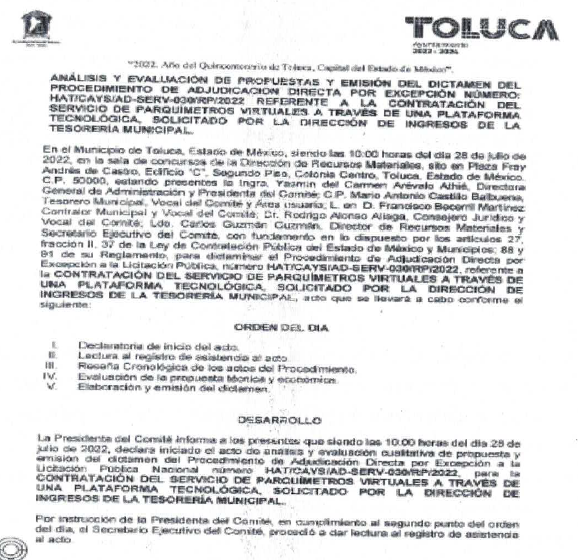 TOLUCA
Ayuntamiento
2022 - 2024
"2022. Año del Quincentenario de Toluca, Capital del Estado de México".
ANÁLISIS Y EVALUACIÓN DE PROPUESTAS Y EMISIÓN DEL DICTAMEN DEL
PROCEDIMIENTO DE ADJUDICACION DIRECTA POR EXCEPCIÓN NÚMERO:
HAT/CAYS/AD-SERV-030/RP/2022 REFERENTE A LA CONTRATACIÓN DEL
SERVICIO DE PARQUÍMETROS VIRTUALES A TRAVÉS DE UNA PLATAFORMA
TECNOLÓGICA, SOLICITADO POR LA DIRECCIÓN DE INGRESOS DE LA
TESORERÍA MUNICIPAL.
En el Municipio de Toluca, Estado de México, siendo las 10:00 horas del día 28 de julio de
2022, en la sala de concursos de la Dirección de Recursos Materiales, sito en Plaza Fray
Andrés de Castro, Edificio "C", Segundo Piso, Colonia Centro, Toluca, Estado de México,
C.P. 50000, estando presentes la Ingra. Yasmin del Carmen Arévalo Athié, Directora
General de Administración y Presidenta del Comité; C.P. Mario Antonio Castillo Balbuena,
Tesorero Municipal, Vocal del Comité y Área usuaria; L. en D. Francisco Becerril Martínez
Contralor Municipal y Vocal del Comité; Dr. Rodrigo Alonso Aliaga, Consejero Jurídico y
Vocal del Comité; Ldo. Carlos Guzmán Guzmán, Director de Recursos Materiales y
Secretario Ejecutivo del Comité, con fundamento en lo dispuesto por los artículos 27,
fracción II, 37 de la Ley de Contratación Pública del Estado de México y Municipios; 88 y
91 de su Reglamento, para dictaminar el Procedimiento de Adjudicación Directa por
Excepción a la Licitación Pública, número HAT/CAYS/AD-SERV-030/RP/2022, referente a
la CONTRATACIÓN DEL SERVICIO DE PARQUÍMETROS VIRTUALES A TRAVÉS DE
UNA PLATAFORMA TECNOLÓGICA, SOLICITADO POR LA DIRECCIÓN DE
INGRESOS DE LA TESORERÍA MUNICIPAL, acto que se llevará a cabo conforme el
siguiente:
ORDEN DEL DIA
I. Declaratoria de inicio del acto.
II. Lectura al registro de asistencia al acto.
III. Reseña Cronológica de los actos del Procedimiento.
IV. Evaluación de la propuesta técnica y económica.
V. Elaboración y emisión del dictamen.
DESARROLLO
La Presidenta del Comité informa a los presentes que siendo las 10:00 horas del día 28 de
julio de 2022, declara iniciado el acto de análisis y evaluación cualitativa de propuesta y
emisión del dictamen del Procedimiento de Adjudicación Directa por Excepción a la
Licitación Pública Nacional número HAT/CAYS/AD-SERV-030/RP/2022, para la
CONTRATACIÓN DEL SERVICIO DE PARQUÍMETROS VIRTUALES A TRAVÉS DE
UNA PLATAFORMA TECNOLÓGICA, SOLICITADO POR LA DIRECCIÓN DE
INGRESOS DE LA TESORERÍA MUNICIPAL.
Por instrucción de la Presidenta del Comité, en cumplimiento al segundo punto del orden
del día, el Secretario Ejecutivo del Comité, procedió a dar lectura al registro de asistencia
al acto.